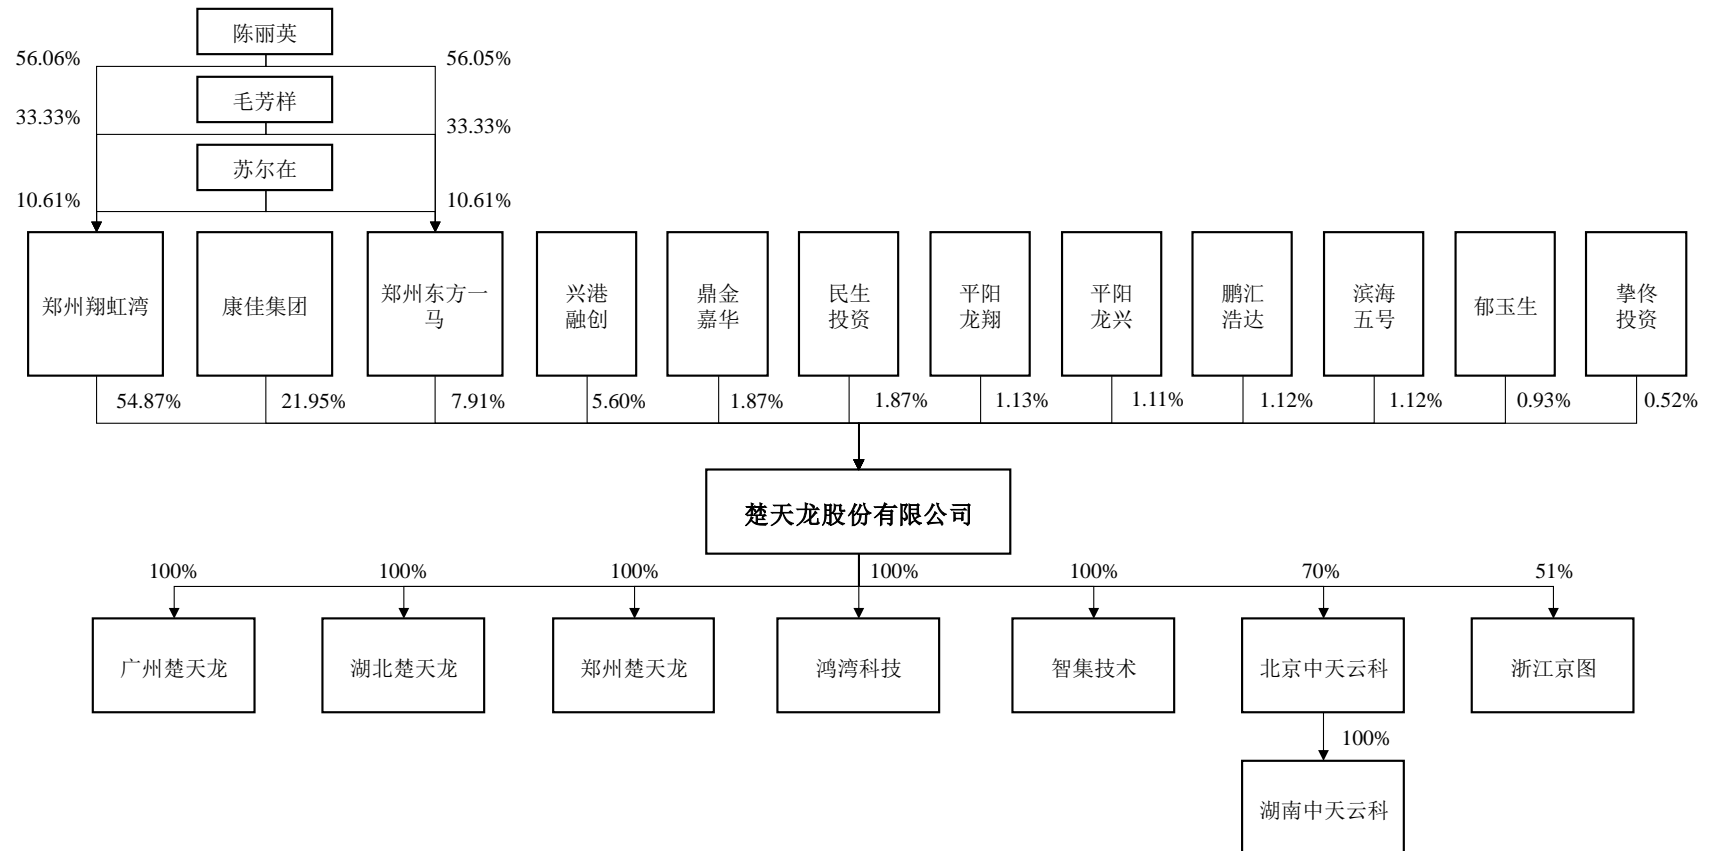 陈丽英
56.06%
56.05%
毛芳样
33.33%
33.33%
苏尔在
10.61%
10.61%
郑州翔虹湾
康佳集团
郑州东方一
马
兴港
融创
鼎金
嘉华
民生
投资
平阳
龙翔
平阳
龙兴
鹏汇
浩达
滨海
五号
郁玉生
挚佟
投资
54.87%
21.95%
7.91%
5.60%
1.87%
1.87%
1.13%
1.11%
1.12%
1.12%
0.93%
0.52%
楚天龙股份有限公司
100%
100%
100%
100%
100%
70%
51%
广州楚天龙
湖北楚天龙
郑州楚天龙
鸿湾科技
智集技术
北京中天云科
浙江京图
100%
湖南中天云科